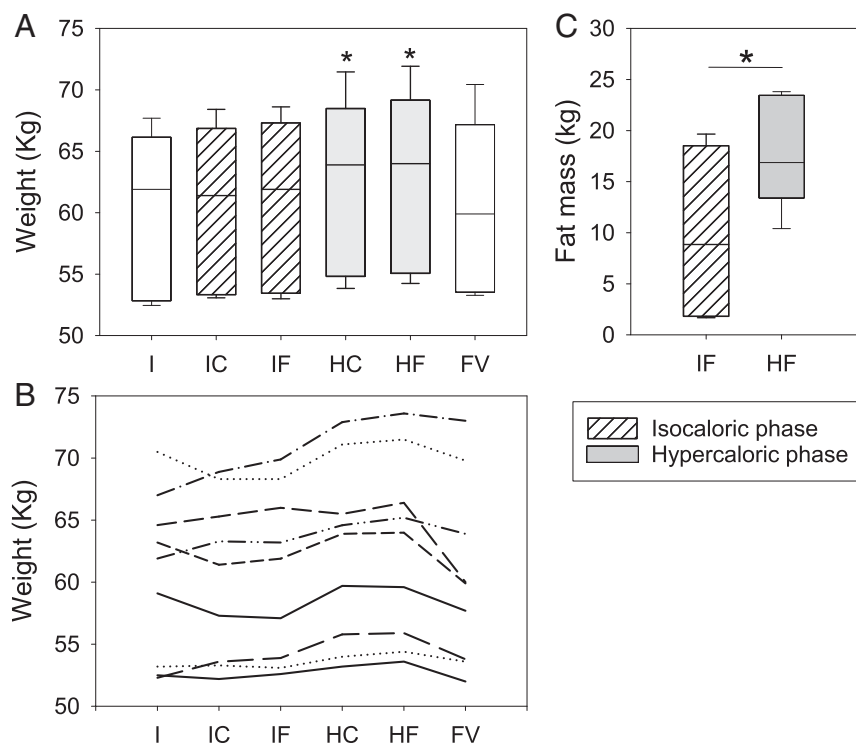 A
75
70
65
60
55
50
Weight (Kg)
* *
I IC IF HC HF FV
C
30
25
20
15
10
5
0
Fat mass (kg)
*
IF HF
B
75
70
65
60
55
50
Weight (Kg)
I IC IF HC HF FV
Isocaloric phase
Hypercaloric phase